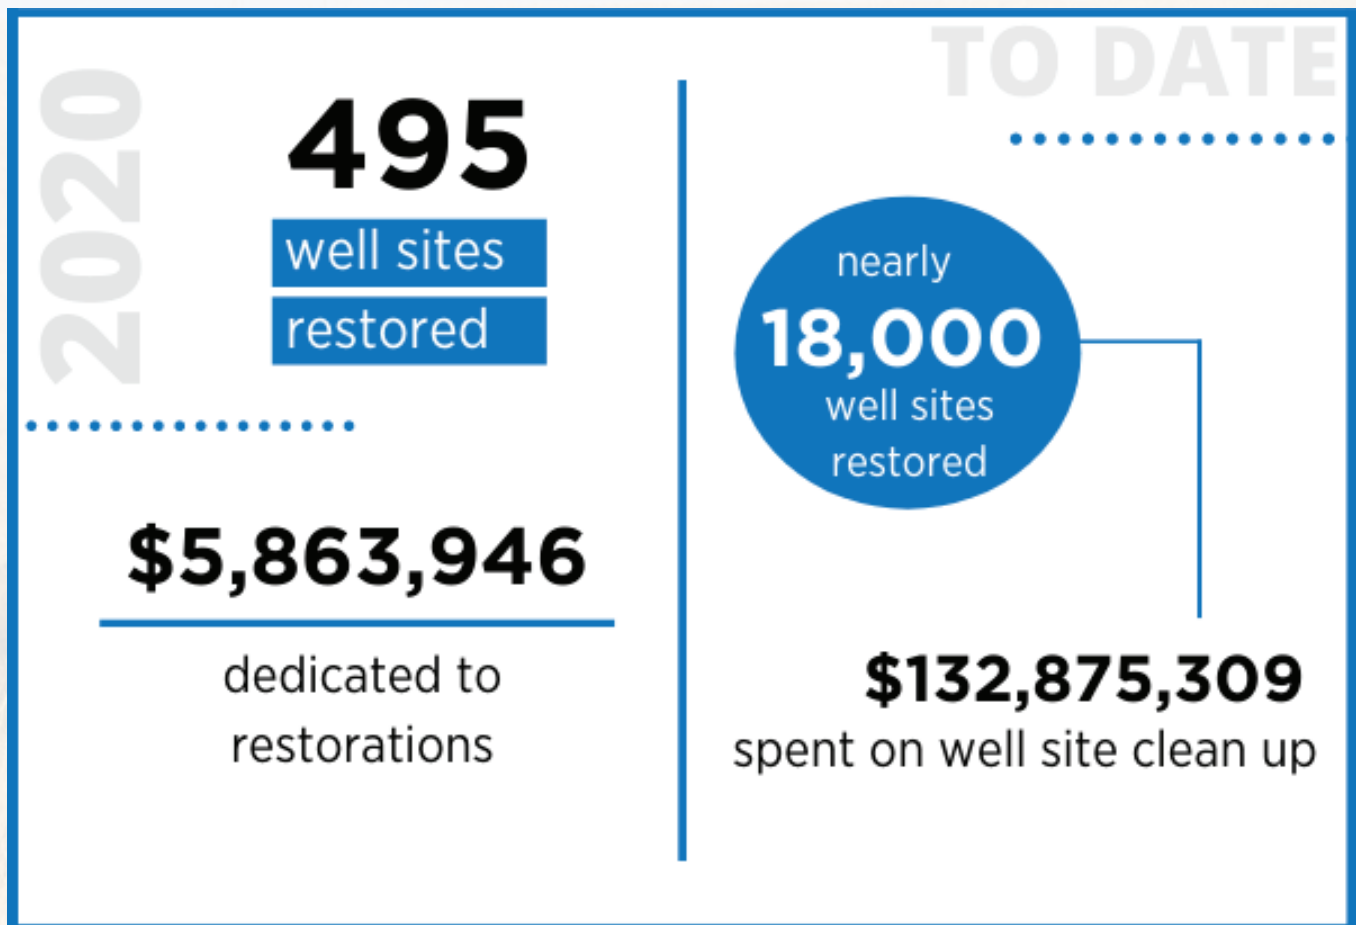 2020
495
well sites
restored
$5,863,946
dedicated to
restorations
TO DATE
nearly
18,000
well sites
restored
$132,875,309
spent on well site clean up